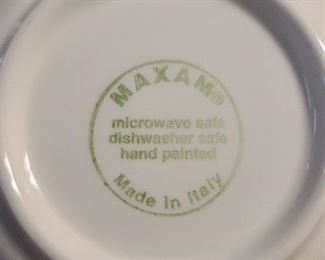 MAXAM®
microwave safe
dishwasher safe
hand painted
Made in Italy